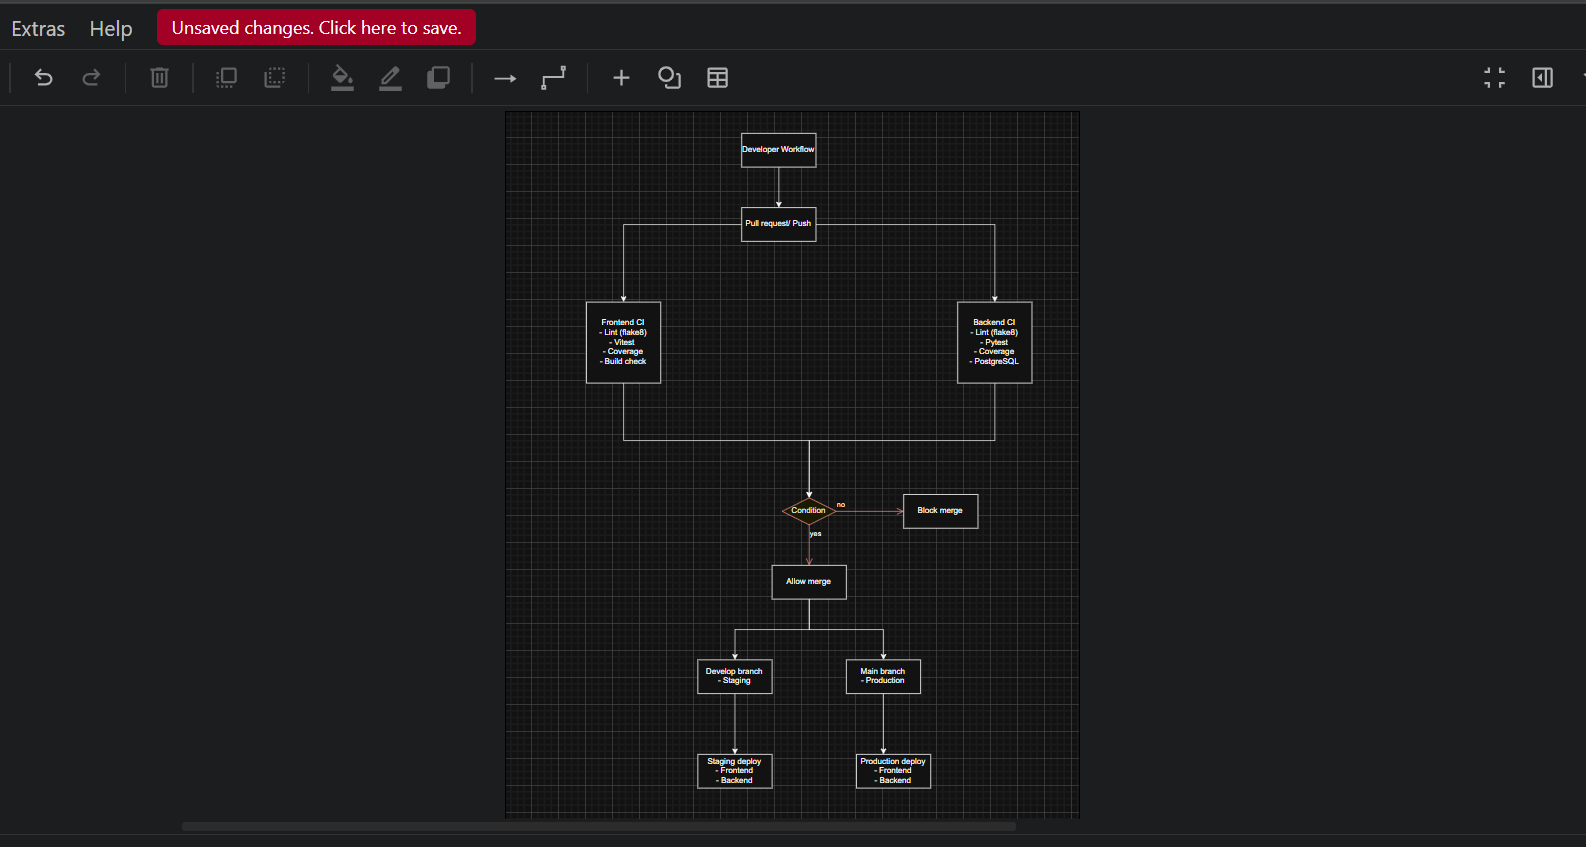 Extras Help Unsaved changes. Click here to save.
Developer Workflow
Pull request/ Push
Frontend CI
- Lint (flake8)
- Vitest
- Coverage
- Build check
Backend CI
- Lint (flake8)
- Pytest
- Coverage
- PostgreSQL
Condition
no
Block merge
yes
Allow merge
Develop branch
- Staging
Main branch
- Production
Staging deploy
- Frontend
- Backend
Production deploy
- Frontend
- Backend